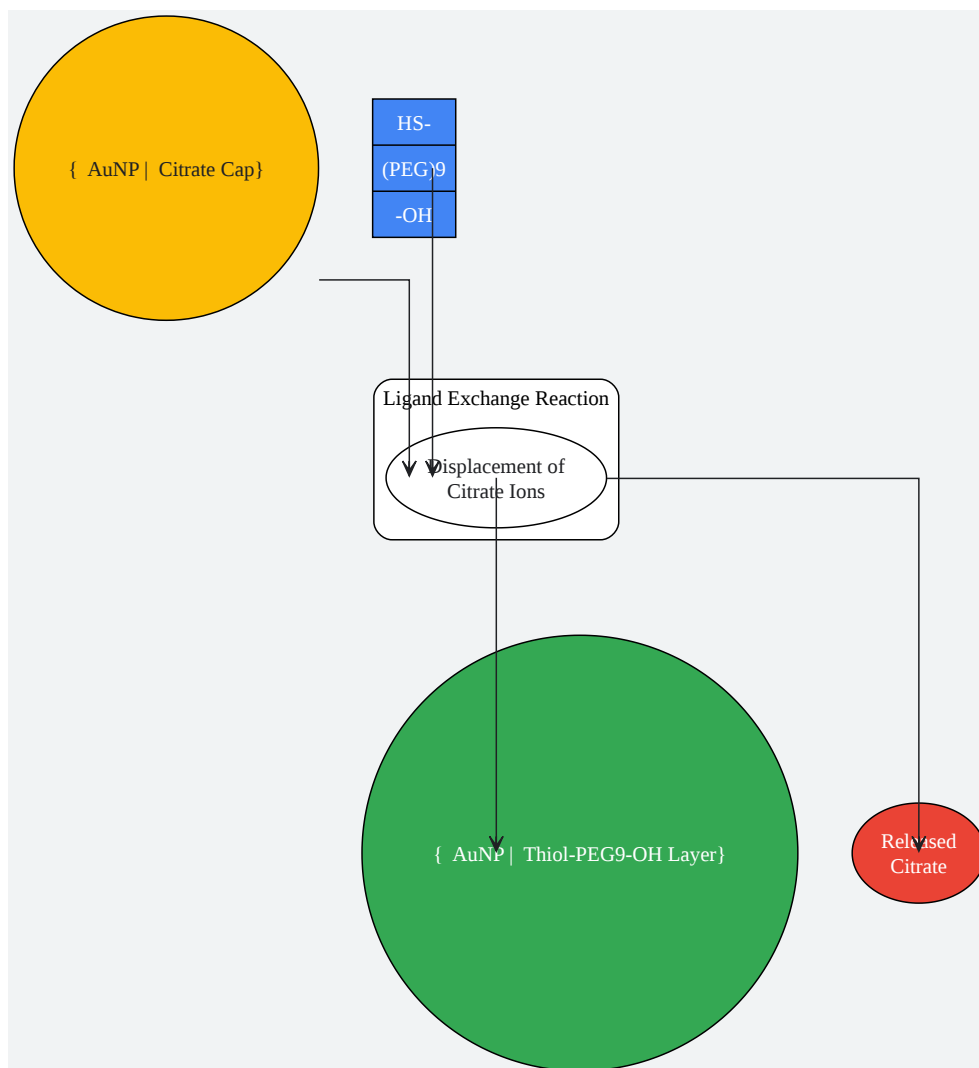 {  AuNP |  Citrate Cap}
HS-
(PEG)9
-OH
Ligand Exchange Reaction
Displacement of
Citrate Ions
{  AuNP |  Thiol-PEG9-OH Layer}
Released
Citrate